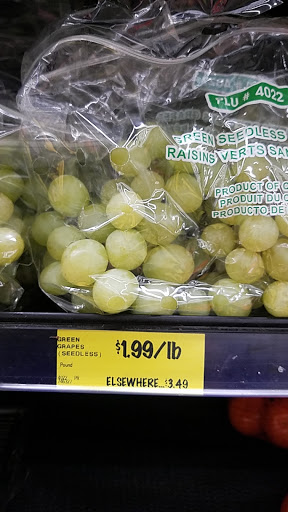 PLU # 4022
GREEN SEEDLESS
RAISINS VERTS SAN
PRODUCT OF
PRODUIT DU
PRODUCTO DE
GREEN
GRAPES
(SEEDLESS)
$1.99/lb
Pound
ELSEWHERE...$3.49